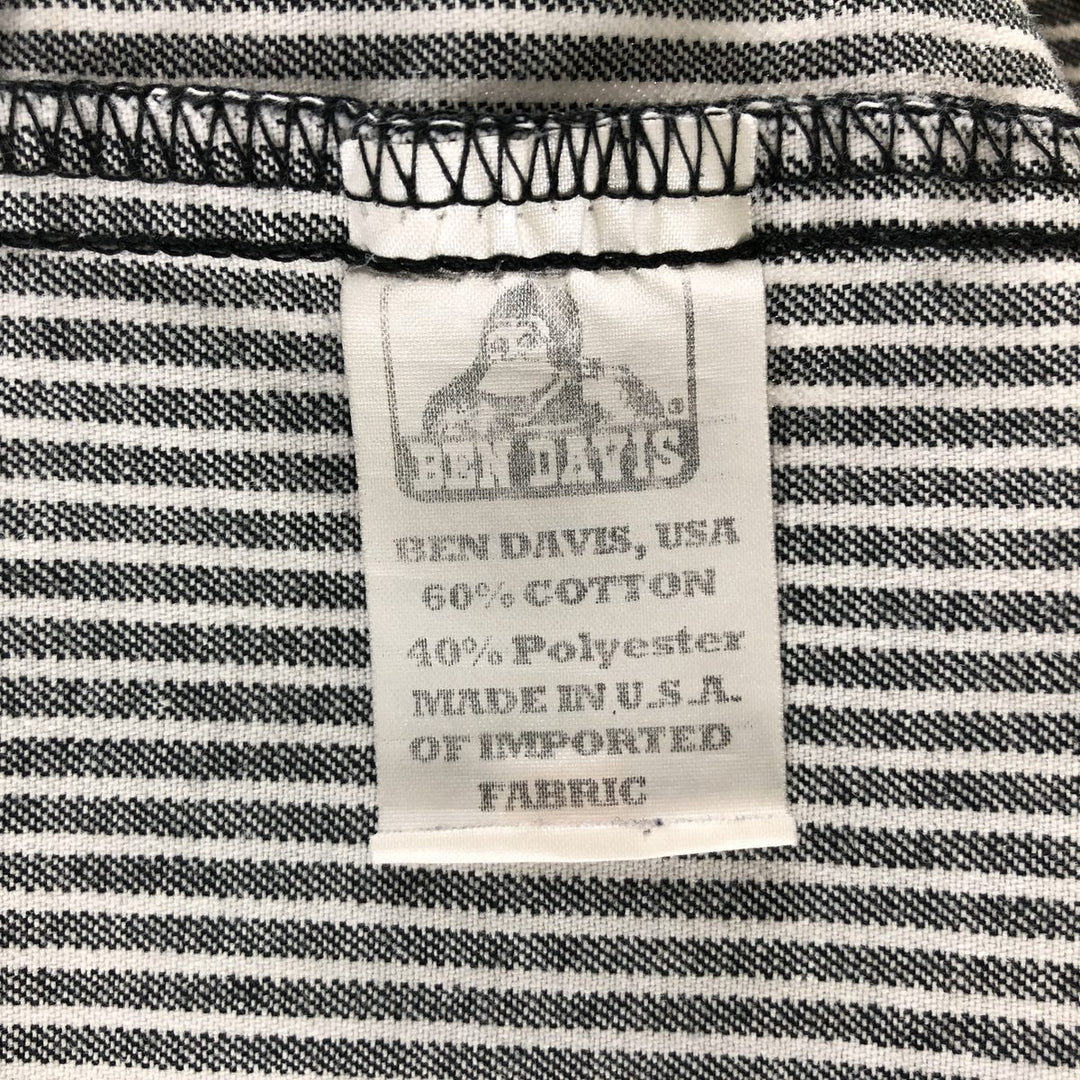 BEN DAVIS
®
BEN DAVIS, USA
60% COTTON
40% Polyester
MADE IN U.S.A.
OF IMPORTED
FABRIC